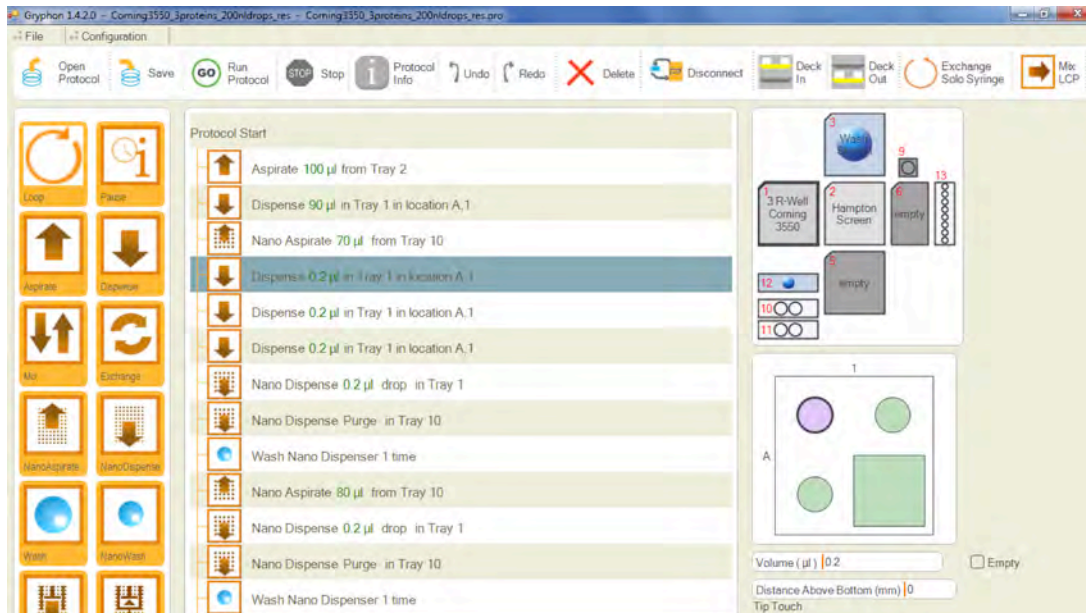 Gryphon 1.4.2.0 - Corning3550_3proteins_200nldrops_res - Corning3550_3proteins_200nldrops_res.pro
File Configuration
Open Protocol
Save
GO Run Protocol
STOP Stop
Protocol Info
Undo
Redo
Delete
Disconnect
Deck In
Deck Out
Exchange Solo Syringe
Mix LCP
Loop
Pause
Aspirate
Dispense
Mix
Exchange
NanoAspirate
NanoDispense
Wash
NanoWash
Protocol Start
Aspirate 100 µl from Tray 2
Dispense 90 µl in Tray 1 in location A,1
Nano Aspirate 70 µl from Tray 10
Dispense 0.2 µl in Tray 1 in location A,1
Dispense 0.2 µl in Tray 1 in location A,1
Dispense 0.2 µl in Tray 1 in location A,1
Nano Dispense 0.2 µl drop in Tray 1
Nano Dispense Purge in Tray 10
Wash Nano Dispenser 1 time
Nano Aspirate 80 µl from Tray 10
Nano Dispense 0.2 µl drop in Tray 1
Nano Dispense Purge in Tray 10
Wash Nano Dispenser 1 time
3
Wash
9
13
1
3 R-Well
Corning
3550
2
Hampton
Screen
6
empty
5
empty
12
10
11
1
A
Volume ( µl ) 0.2
Empty
Distance Above Bottom (mm) 0
Tip Touch